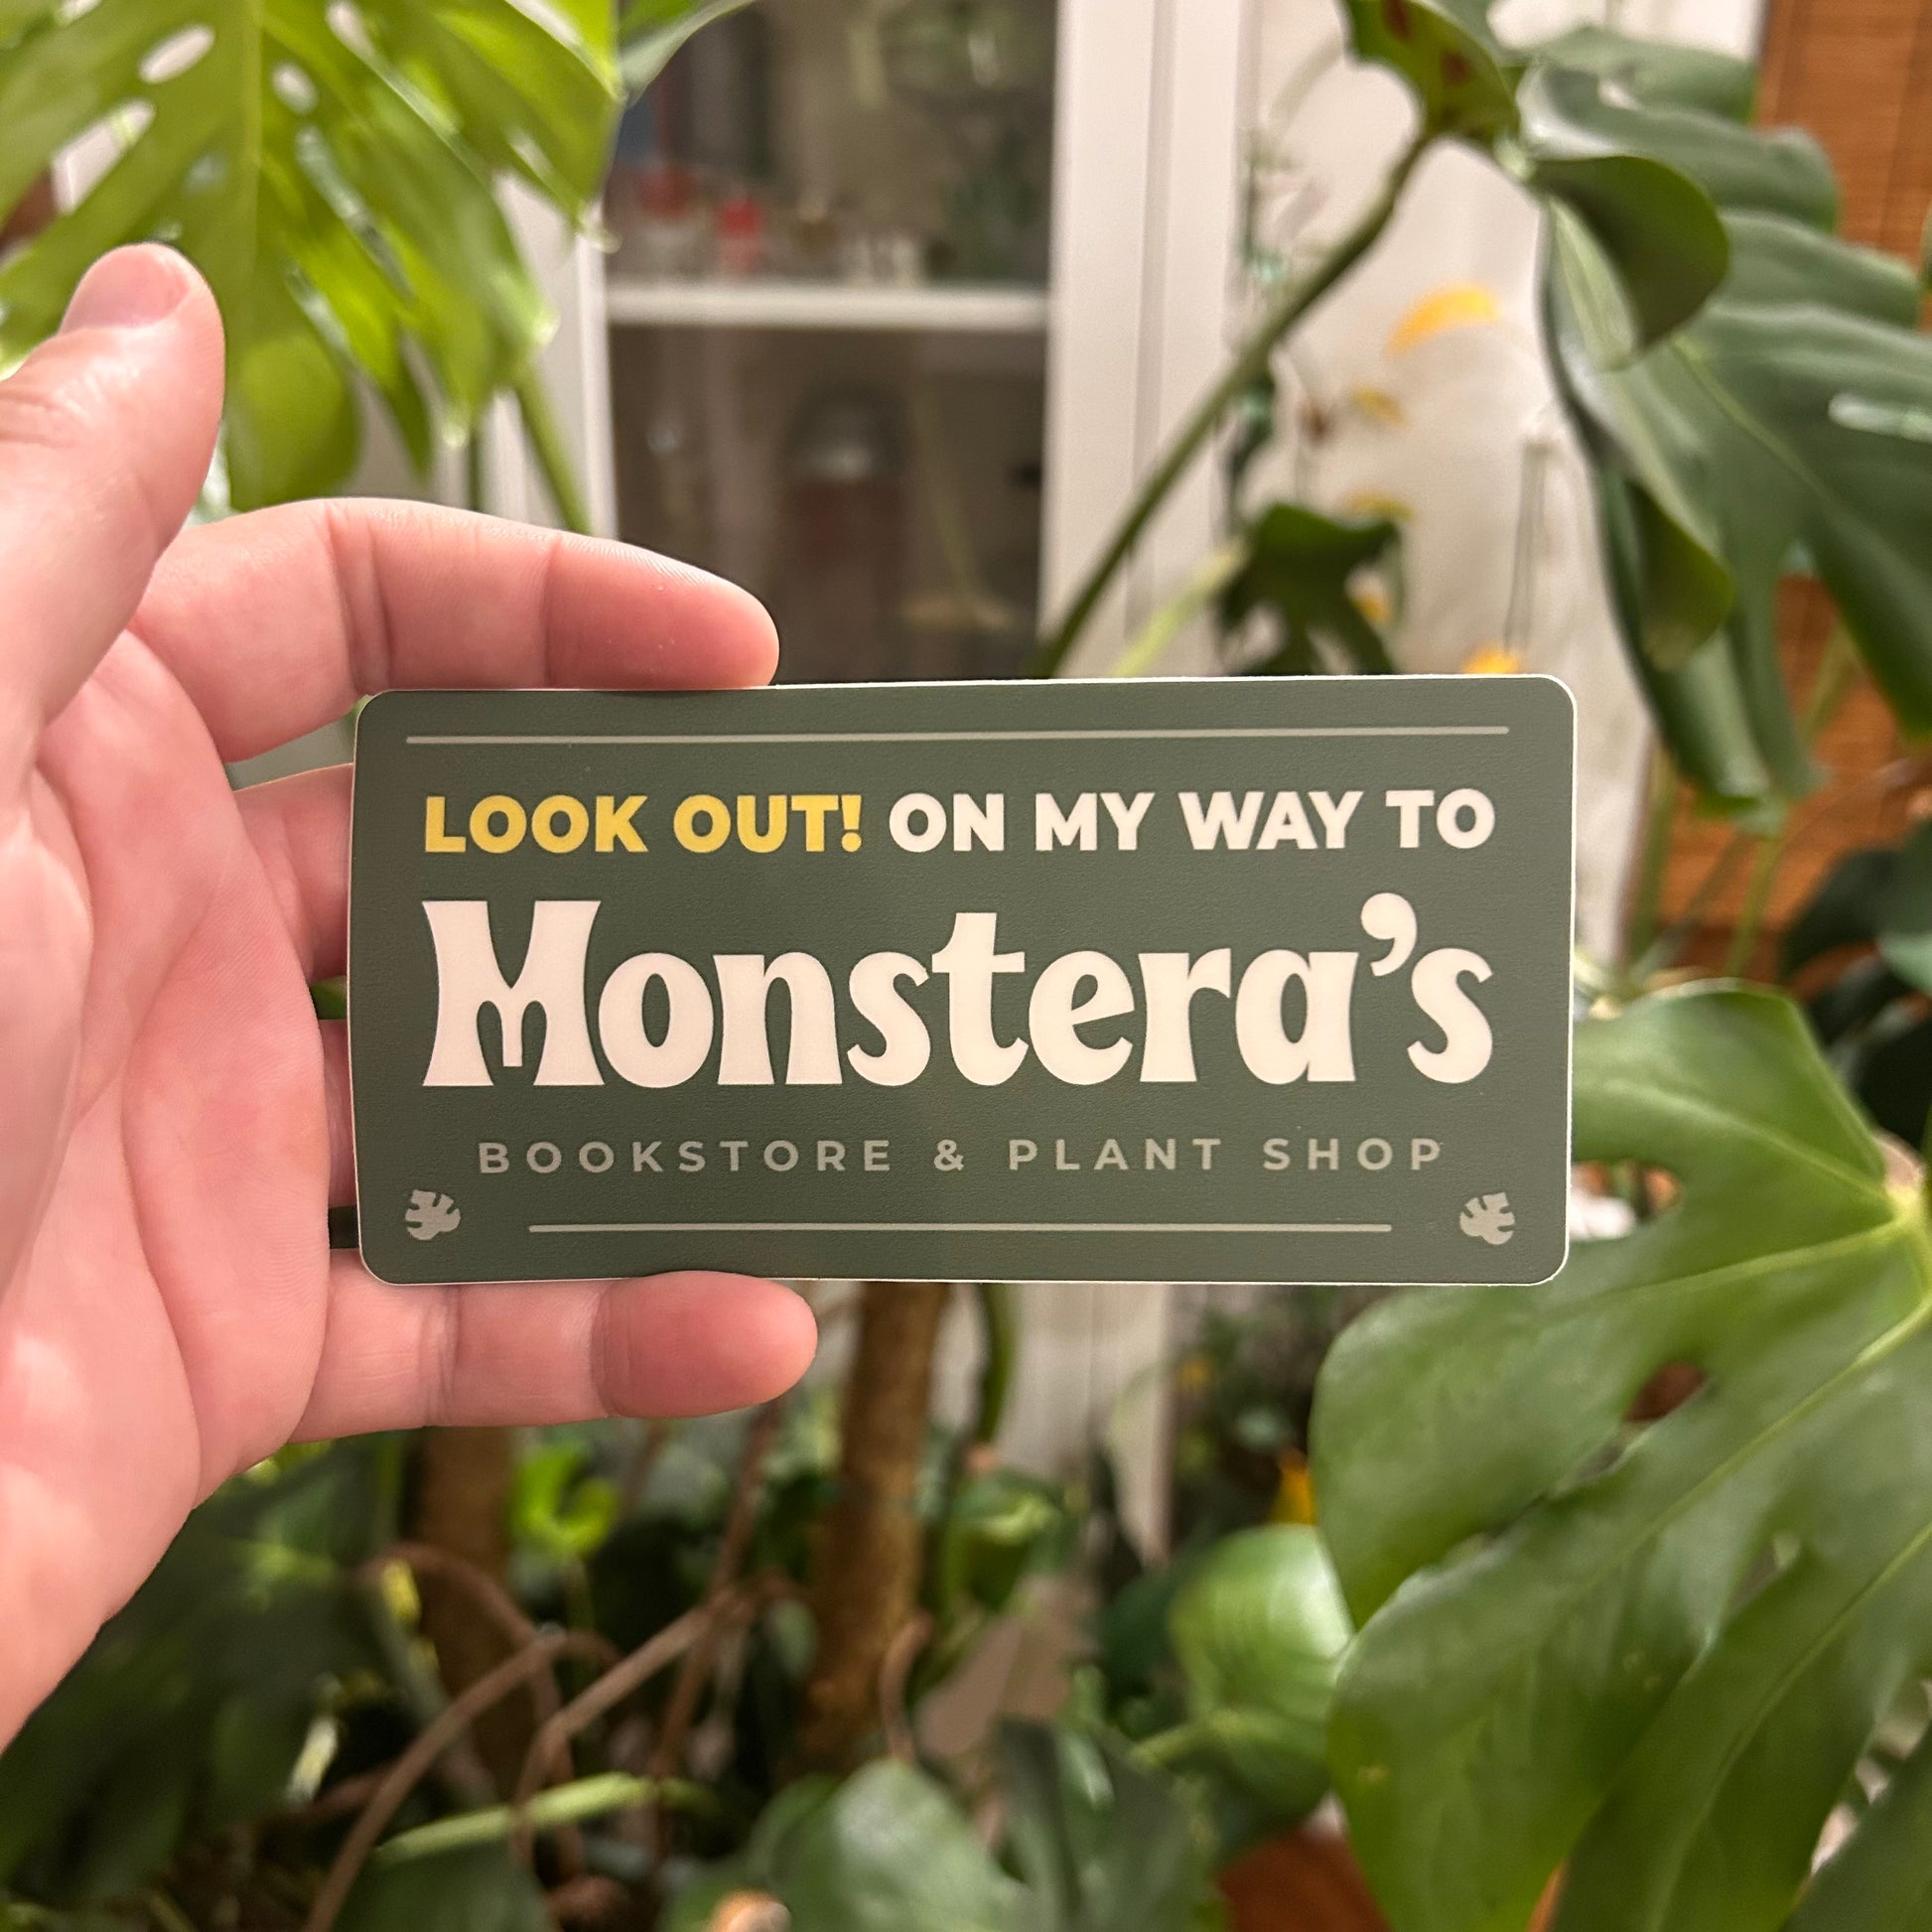 LOOK OUT! ON MY WAY TO
Monstera’s
BOOKSTORE & PLANT SHOP